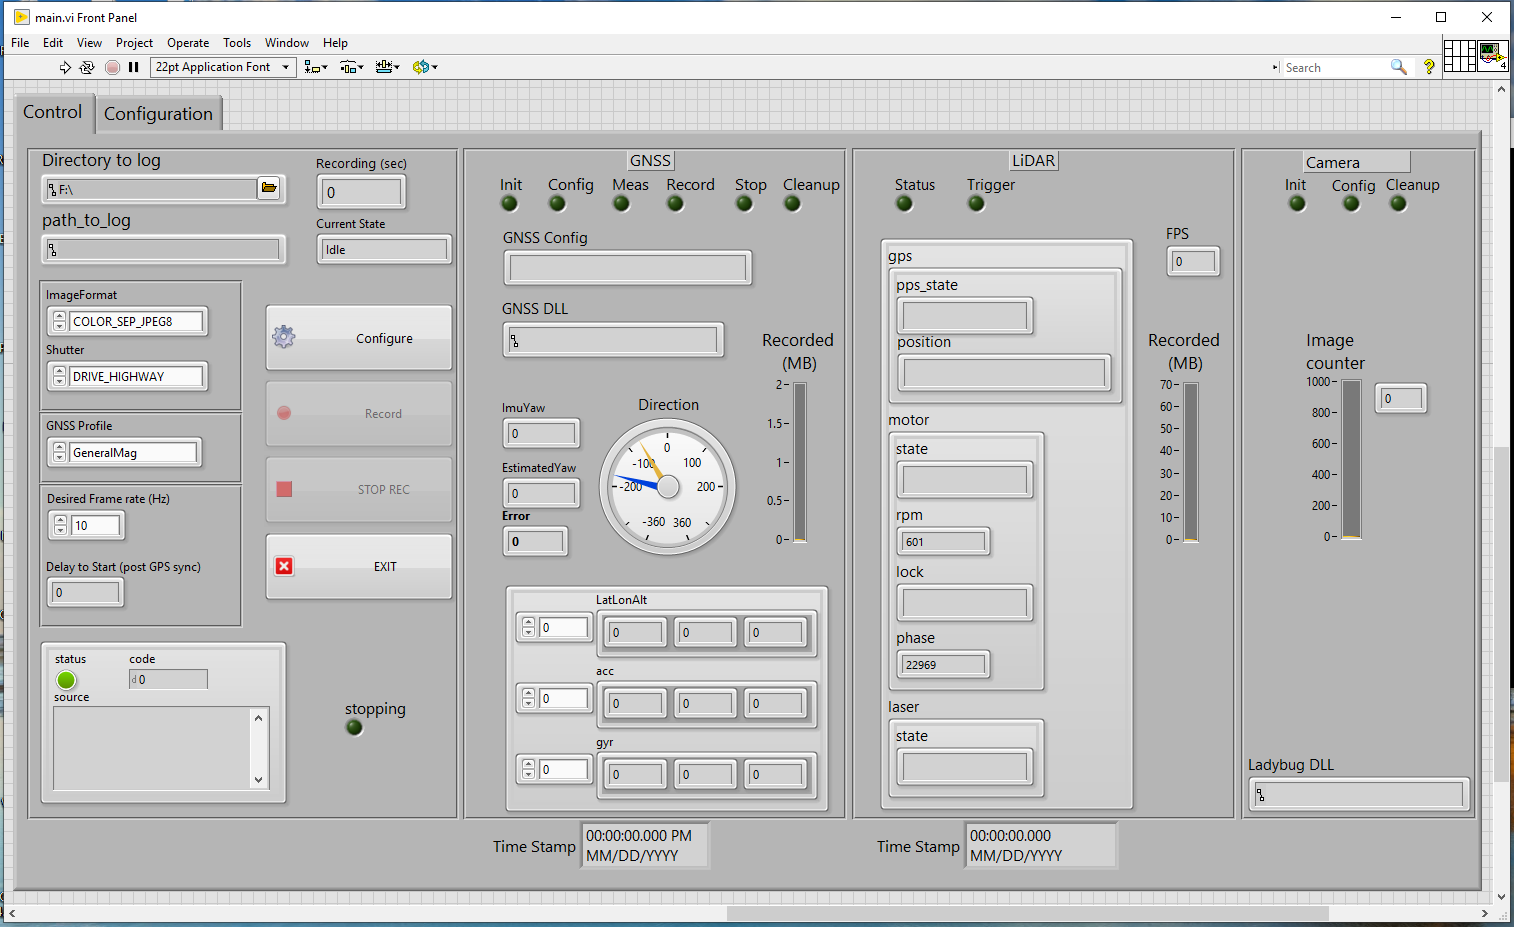 main.vi Front Panel
File Edit View Project Operate Tools Window Help
22pt Application Font
Search
4
Control
Configuration
Directory to log
F:\
path_to_log
Recording (sec)
0
Current State
Idle
ImageFormat
COLOR_SEP_JPEG8
Shutter
DRIVE_HIGHWAY
GNSS Profile
GeneralMag
Desired Frame rate (Hz)
10
Delay to Start (post GPS sync)
0
Configure
Record
STOP REC
EXIT
status
code
d 0
source
stopping
GNSS
Init Config Meas Record Stop Cleanup
GNSS Config
GNSS DLL
ImuYaw
0
EstimatedYaw
0
Error
0
Direction
0
-100 100
-200 200
-360 360
Recorded
(MB)
2
1.5
1
0.5
0
LatLonAlt
0 0 0 0
acc
0 0 0 0
gyr
0 0 0 0
Time Stamp
00:00:00.000 PM
MM/DD/YYYY
LiDAR
Status Trigger
gps
pps_state
position
motor
state
rpm
601
lock
phase
22969
laser
state
FPS
0
Recorded
(MB)
70
60
50
40
30
20
10
0
Time Stamp
00:00:00.000
MM/DD/YYYY
Camera
Init Config Cleanup
Image
counter
1000
800
600
400
200
0
0
Ladybug DLL